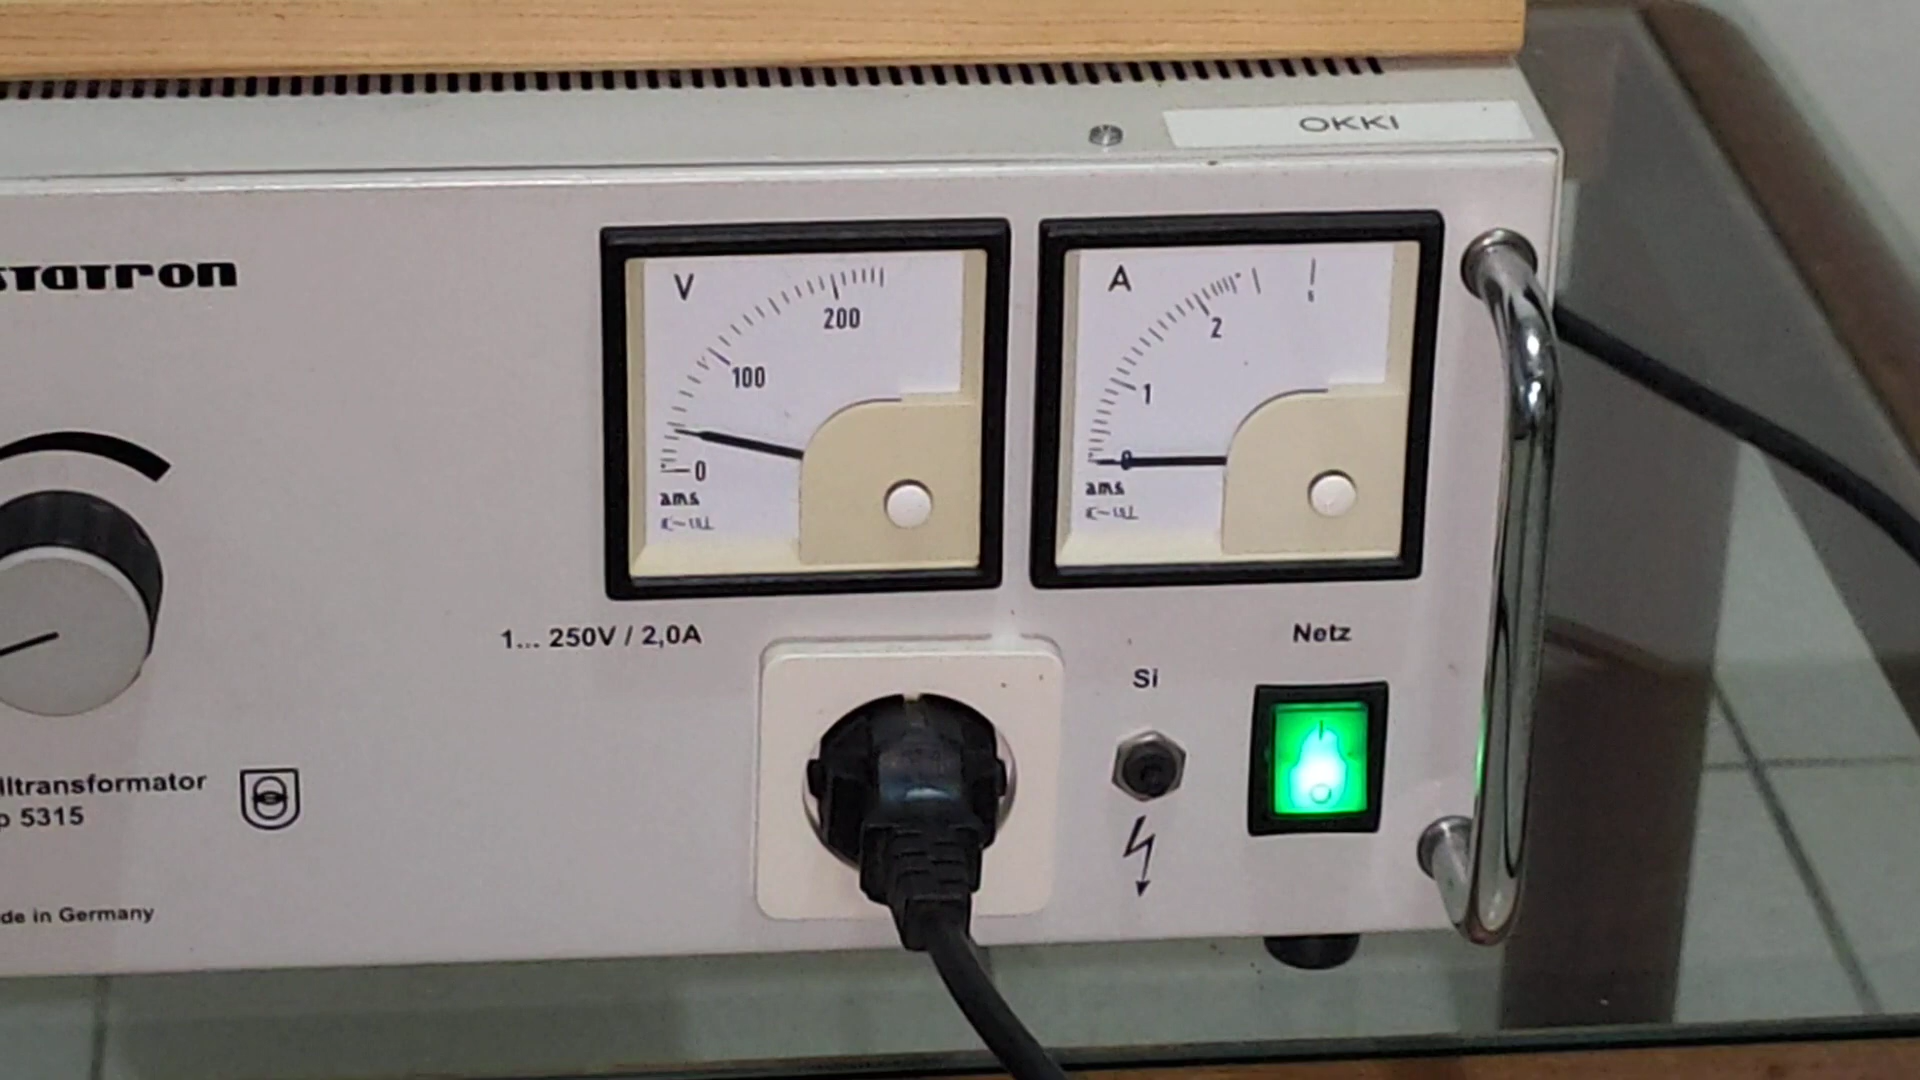 OKKI
statron
V
200
100
0
ams
A
2
1
0
ams
1... 250V / 2,0A
Netz
Si
lltransformator
p 5315
de in Germany